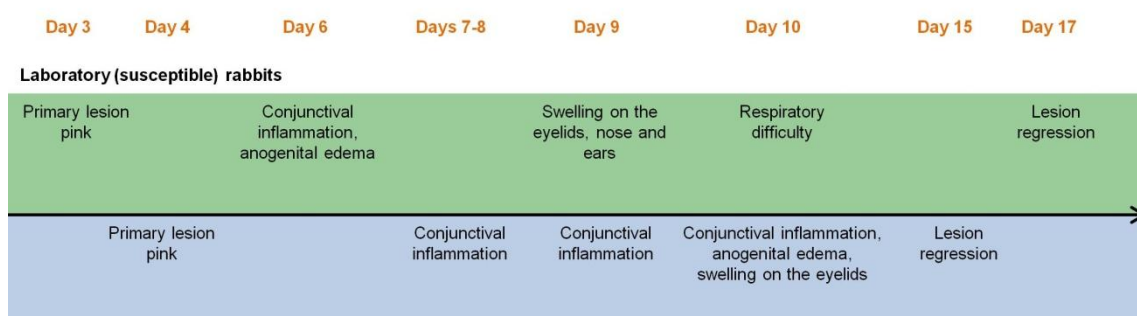 Day 3
Day 4
Day 6
Days 7-8
Day 9
Day 10
Day 15
Day 17
Laboratory (susceptible) rabbits
Primary lesion
pink
Conjunctival
inflammation,
anogenital edema
Swelling on the
eyelids, nose and
ears
Respiratory
difficulty
Lesion
regression
Primary lesion
pink
Conjunctival
inflammation
Conjunctival
inflammation
Conjunctival inflammation,
anogenital edema,
swelling on the eyelids
Lesion
regression